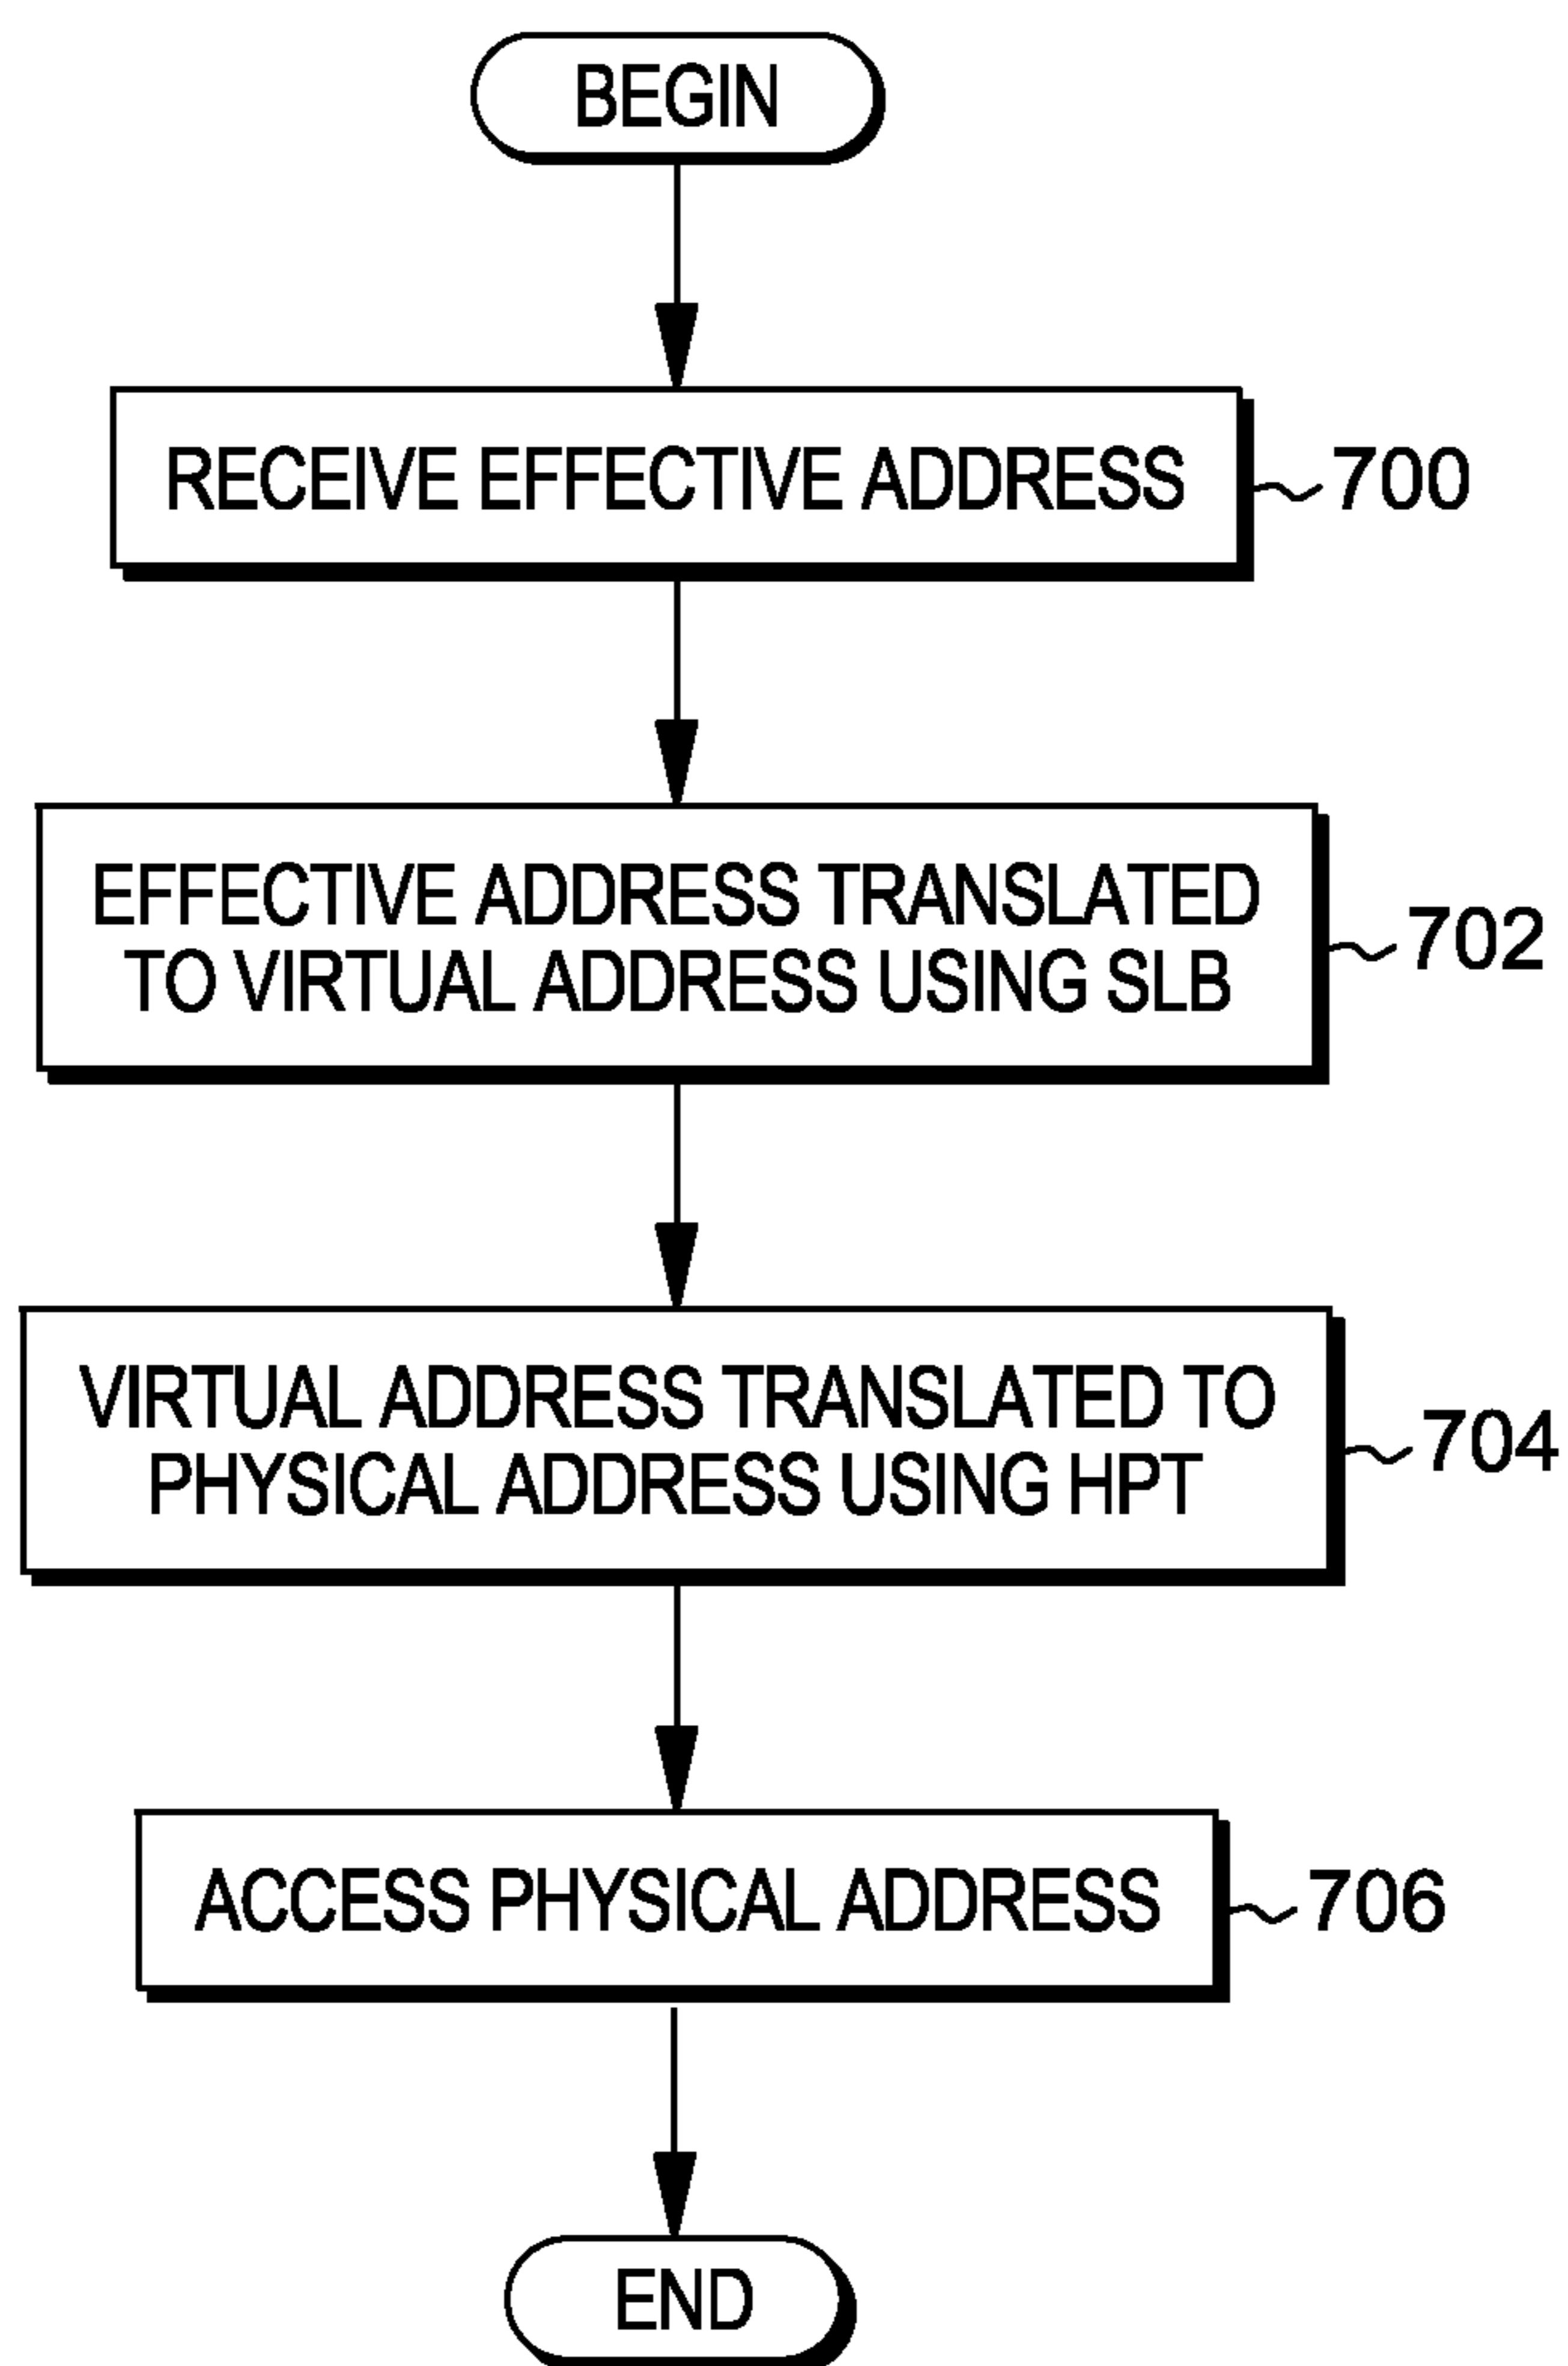 BEGIN
RECEIVE EFFECTIVE ADDRESS
700
EFFECTIVE ADDRESS TRANSLATED
TO VIRTUAL ADDRESS USING SLB
702
VIRTUAL ADDRESS TRANSLATED TO
PHYSICAL ADDRESS USING HPT
704
ACCESS PHYSICAL ADDRESS
706
END